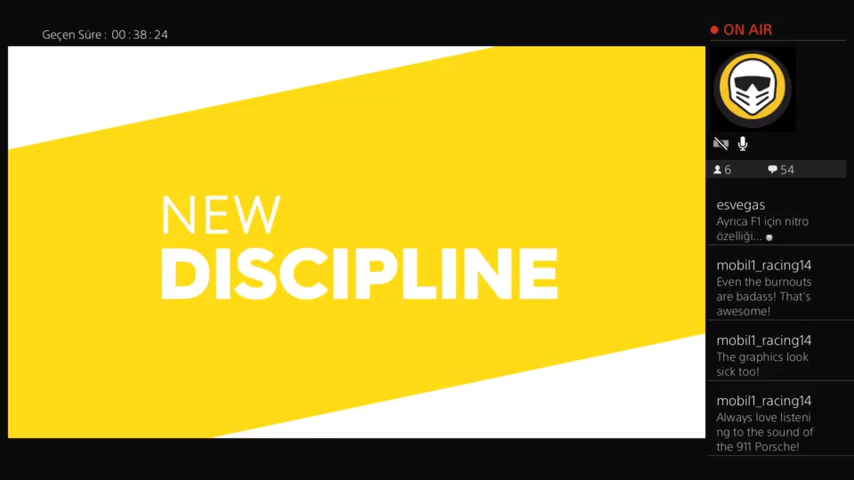 Geçen Süre : 00 : 38 : 24
ON AIR
NEW
DISCIPLINE
6 54
esvegas
Ayrıca F1 için nitro
özelliği...
mobil1_racing14
Even the burnouts
are badass! That's
awesome!
mobil1_racing14
The graphics look
sick too!
mobil1_racing14
Always love listeni
ng to the sound of
the 911 Porsche!